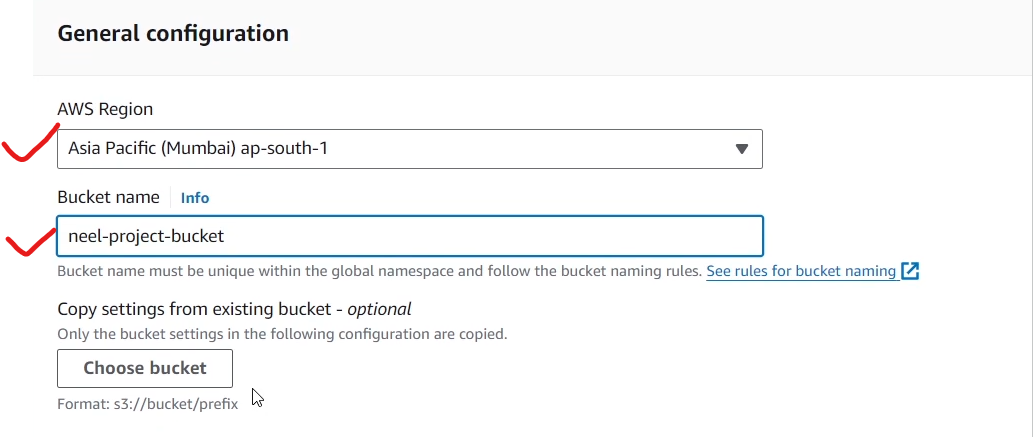 General configuration
AWS Region
Asia Pacific (Mumbai) ap-south-1
Bucket name Info
neel-project-bucket
Bucket name must be unique within the global namespace and follow the bucket naming rules. See rules for bucket naming
Copy settings from existing bucket - optional
Only the bucket settings in the following configuration are copied.
Choose bucket
Format: s3://bucket/prefix